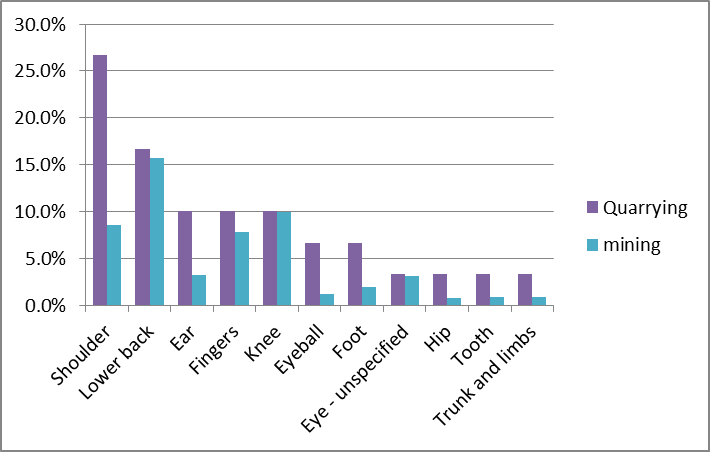 30.0%
25.0%
20.0%
15.0%
10.0%
5.0%
0.0%
Shoulder
Lower back
Ear
Fingers
Knee
Eyeball
Foot
Eye - unspecified
Hip
Tooth
Trunk and limbs
Quarrying
mining